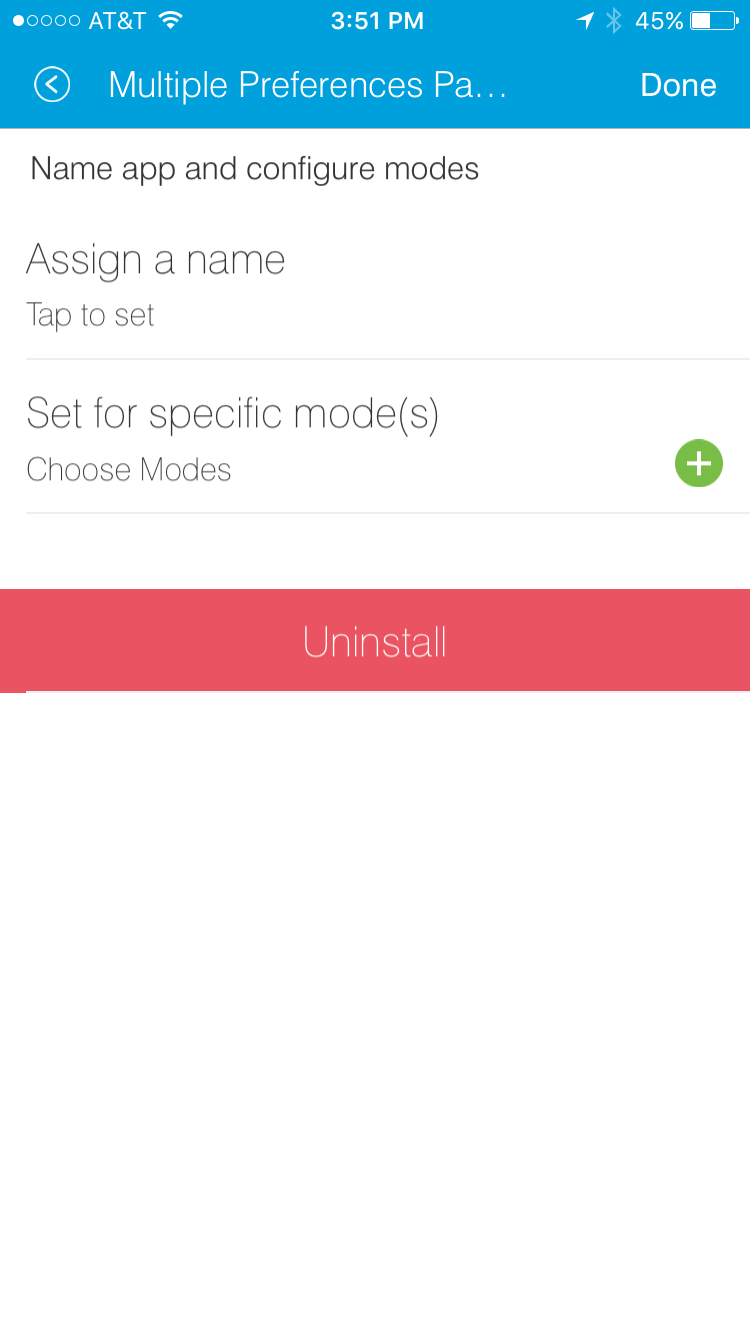 AT&T 3:51 PM 45%
Multiple Preferences Pa... Done
Name app and configure modes
Assign a name
Tap to set
Set for specific mode(s)
Choose Modes
Uninstall